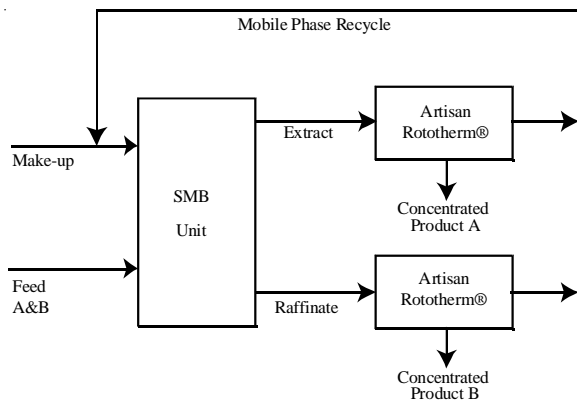 Mobile Phase Recycle
Artisan
Rototherm®
Extract
Make-up
SMB
Unit
Concentrated
Product A
Artisan
Rototherm®
Feed
A&B
Raffinate
Concentrated
Product B